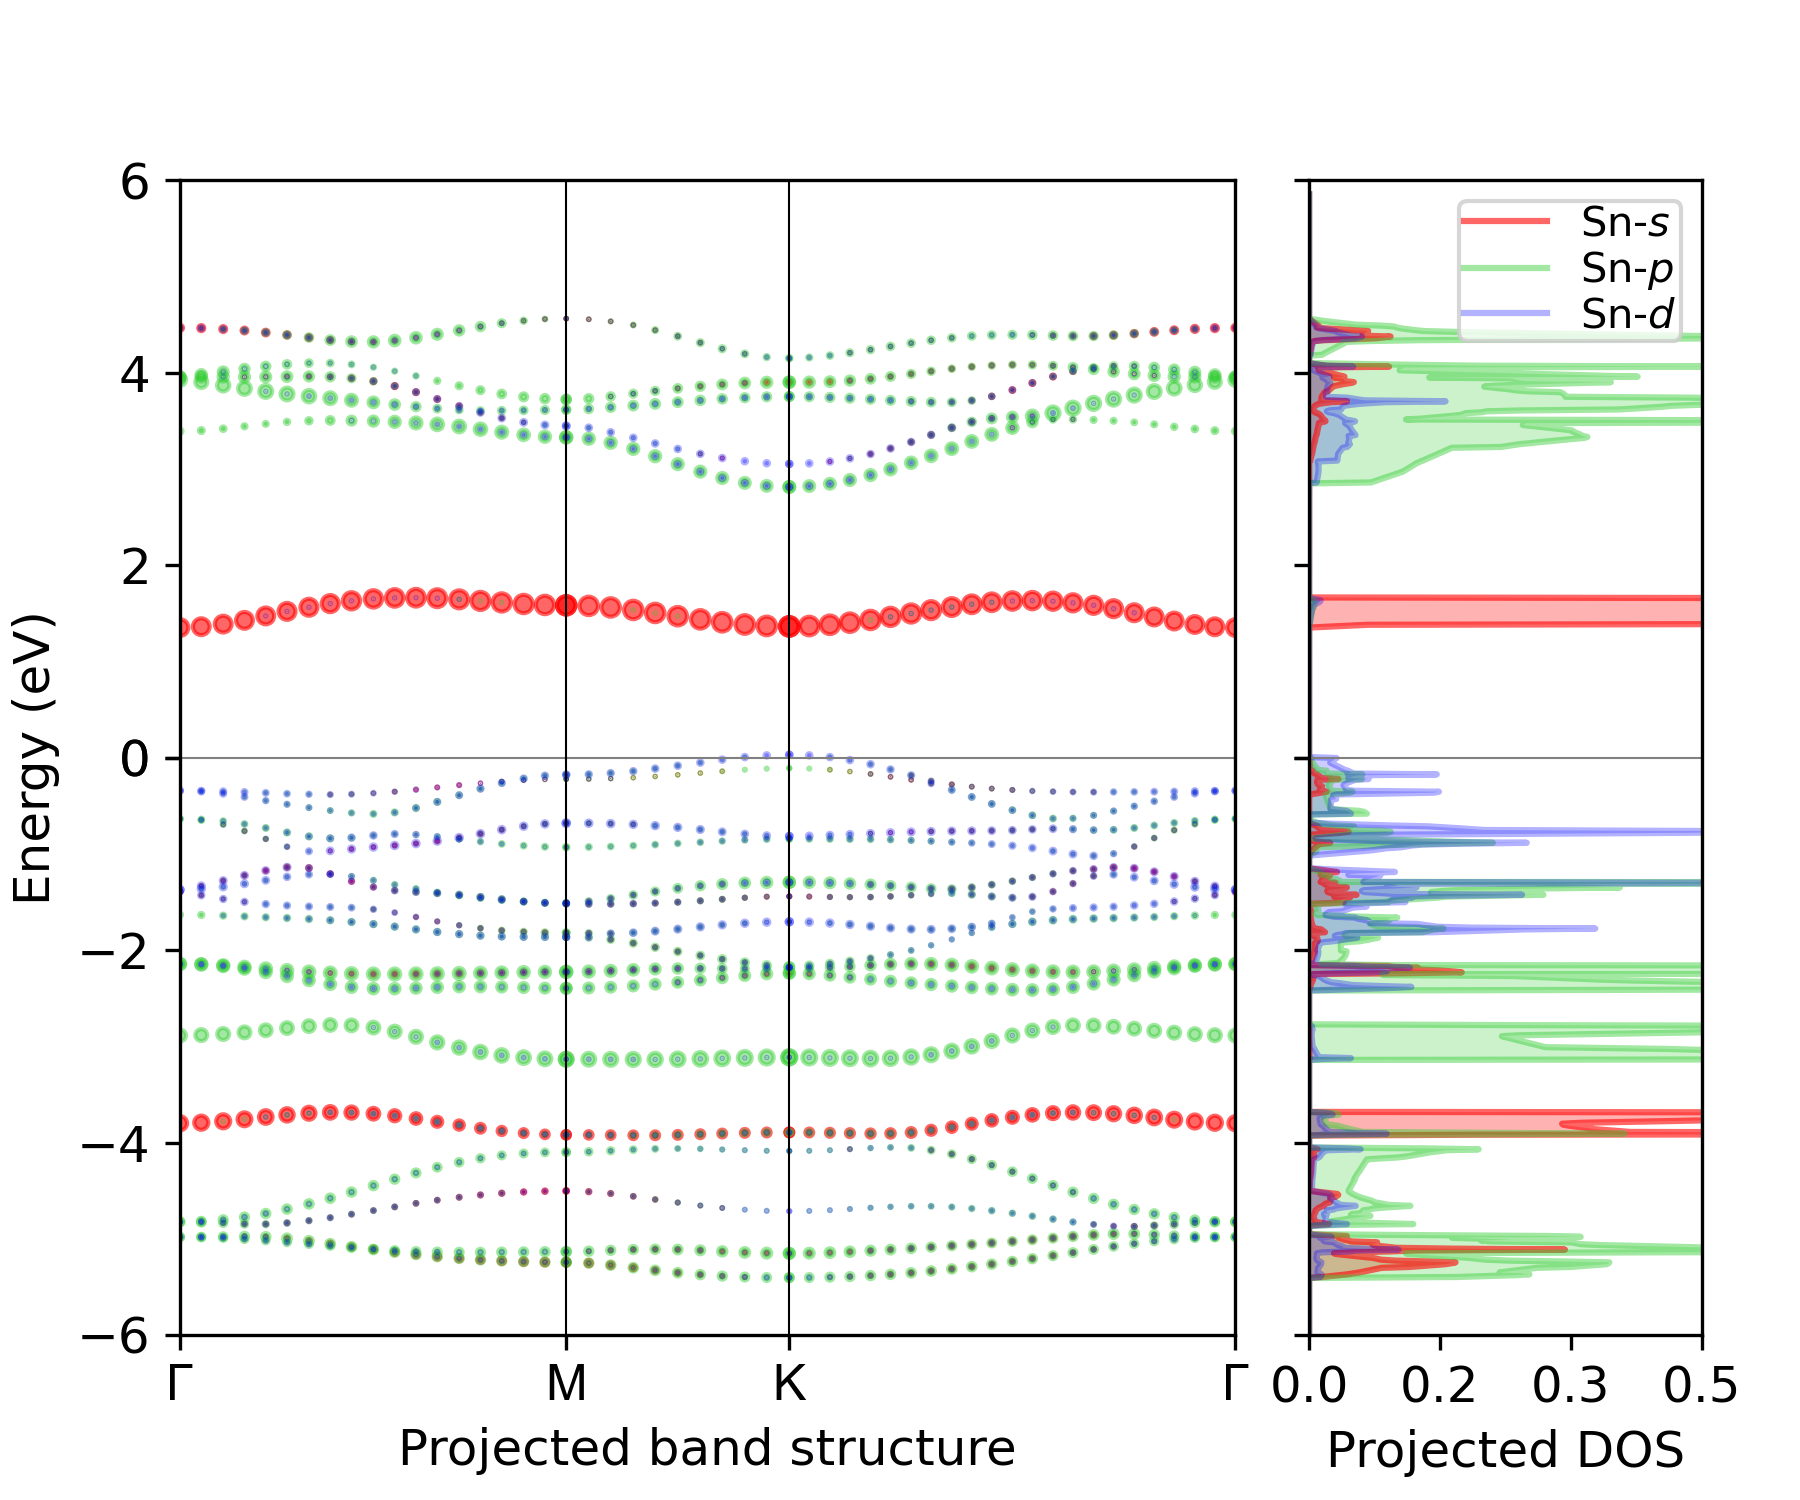 6
4
2
0
−2
−4
−6
Energy (eV)
Γ
M
K
Γ
Projected band structure
Sn-s
Sn-p
Sn-d
0.0
0.2
0.3
0.5
Projected DOS